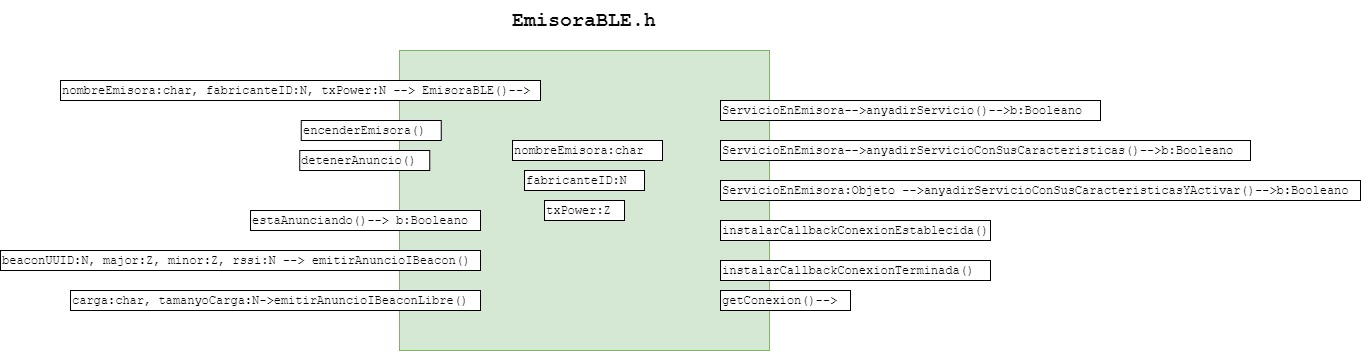 EmisoraBLE.h
nombreEmisora:char, fabricanteID:N, txPower:N --> EmisoraBLE()-->
encenderEmisora()
detenerAnuncio()
estaAnunciando()--> b:Booleano
beaconUUID:N, major:Z, minor:Z, rssi:N --> emitirAnuncioIBeacon()
carga:char, tamanyoCarga:N->emitirAnuncioIBeaconLibre()
nombreEmisora:char
fabricanteID:N
txPower:Z
ServicioEnEmisora-->anyadirServicio()-->b:Booleano
ServicioEnEmisora-->anyadirServicioConSusCaracteristicas()-->b:Booleano
ServicioEnEmisora:Objeto -->anyadirServicioConSusCaracteristicasYActivar()-->b:Booleano
instalarCallbackConexionEstablecida()
instalarCallbackConexionTerminada()
getConexion()-->